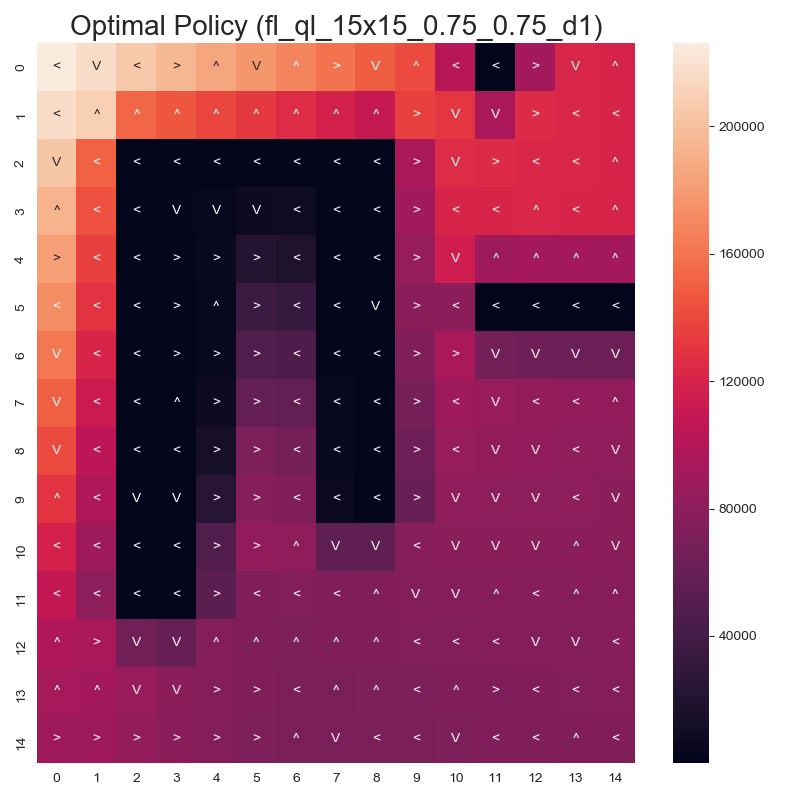 Optimal Policy (fl_ql_15x15_0.75_0.75_d1)
0 < V < > ^ V ^ > V ^ < < > V ^
1 < ^ ^ ^ ^ ^ ^ ^ ^ > V V > < <
2 V < < < < < < < < > V > < < ^
3 ^ < < V V V < < < > < < ^ < ^
4 > < < > > > < < < > V ^ ^ ^ ^
5 < < < > ^ > < < V > < < < < <
6 V < < > > > < < < > > V V V V
7 V < < ^ > > < < < > < V < < ^
8 V < < < > > < < < > < V V < V
9 ^ < V V > > < < < > V V V < V
10 < < < < > > ^ V V < V V V ^ V
11 < < < < > < < < ^ V V ^ < ^ ^
12 ^ > V V ^ ^ ^ ^ ^ < < < V V <
13 ^ ^ V V > > < ^ ^ < ^ > < < <
14 > > > > > > ^ V < < V < < ^ <
0 1 2 3 4 5 6 7 8 9 10 11 12 13 14
200000
160000
120000
80000
40000